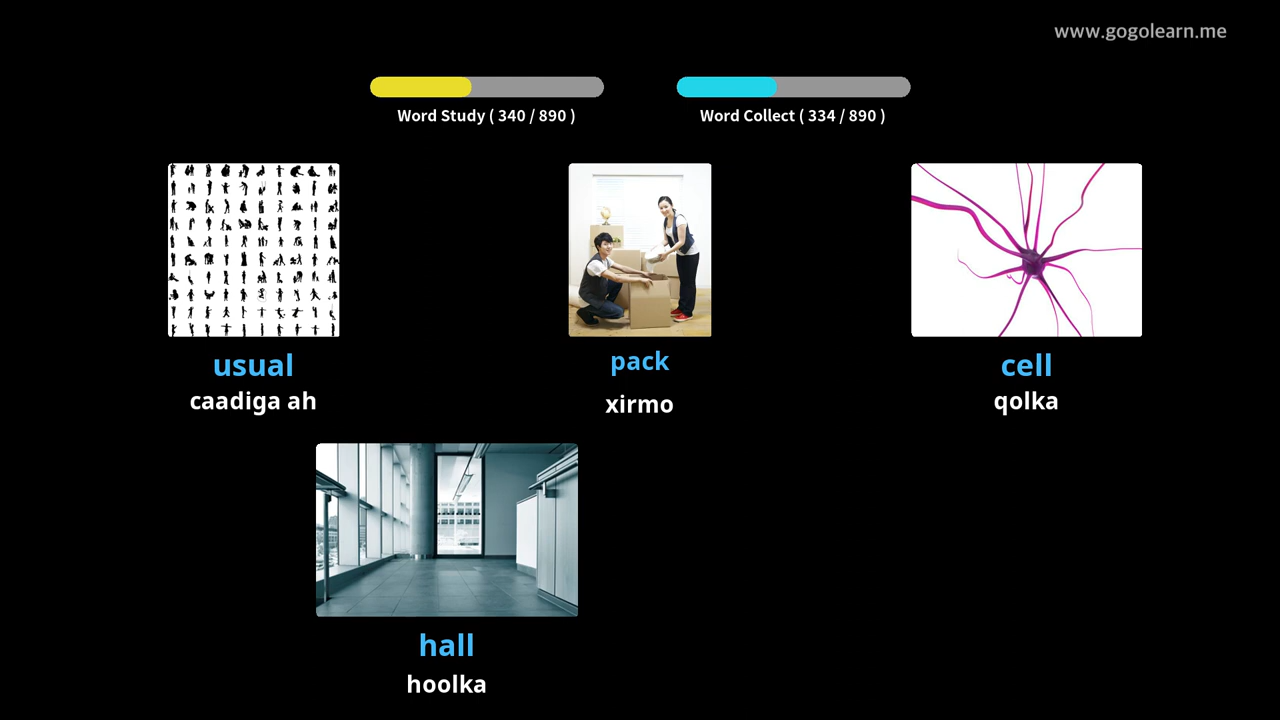 www.gogolearn.me
Word Study ( 340 / 890 )
Word Collect ( 334 / 890 )
usual
caadiga ah
pack
xirmo
cell
qolka
hall
hoolka